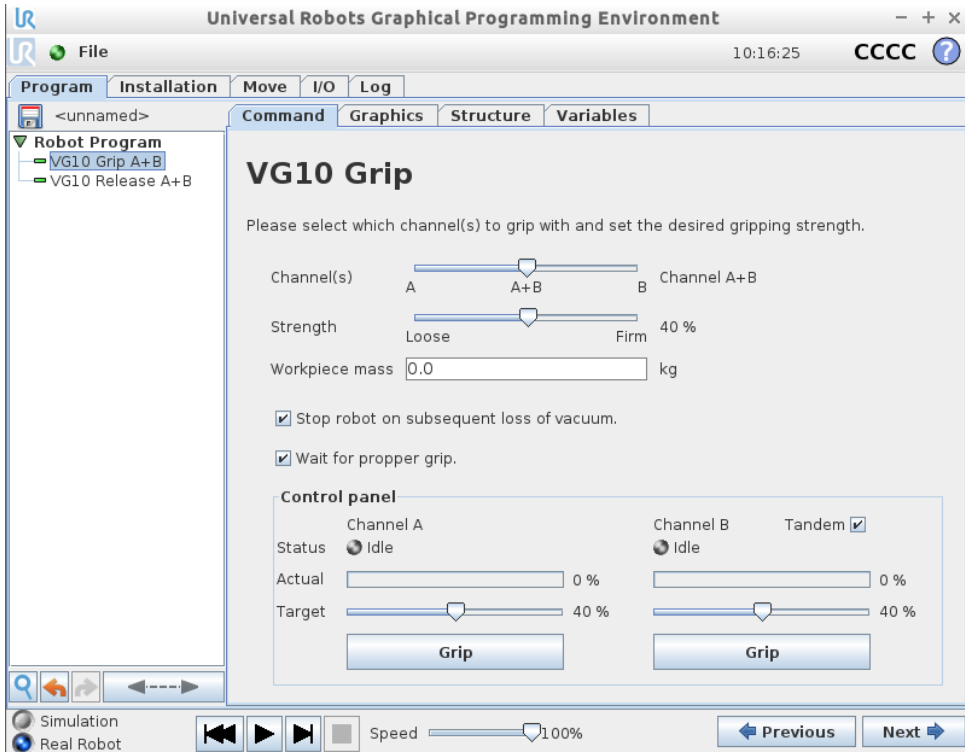 UR Universal Robots Graphical Programming Environment
UR File 10:16:25 CCCC ?
Program Installation Move I/O Log
<unnamed> Command Graphics Structure Variables
Robot Program
VG10 Grip A+B
VG10 Release A+B
VG10 Grip
Please select which channel(s) to grip with and set the desired gripping strength.
Channel(s) Channel A+B
A A+B B
Strength 40 %
Loose Firm
Workpiece mass 0.0 kg
Stop robot on subsequent loss of vacuum.
Wait for propper grip.
Control panel
Channel A Channel B Tandem
Status Idle Idle
Actual 0 % 0 %
Target 40 % 40 %
Grip Grip
Simulation
Real Robot
Speed 100% Previous Next